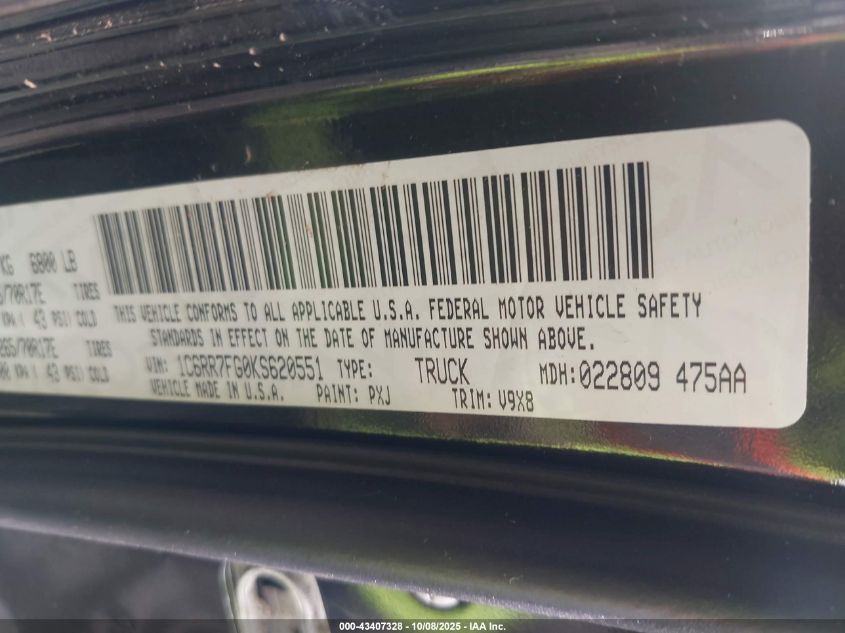 KG 6800 LB
/70R17E TIRES
KPA ( 43 PSI) COLD
265/70R17E TIRES
00 KPA ( 43 PSI) COLD
THIS VEHICLE CONFORMS TO ALL APPLICABLE U.S.A. FEDERAL MOTOR VEHICLE SAFETY
STANDARDS IN EFFECT ON THE DATE OF MANUFACTURE SHOWN ABOVE.
VIN: 1C6RR7FG0KS620551 TYPE: TRUCK MDH:022809 475AA
VEHICLE MADE IN U.S.A. PAINT: PXJ TRIM: V9X8
000-43407328 - 10/08/2025 - IAA Inc.